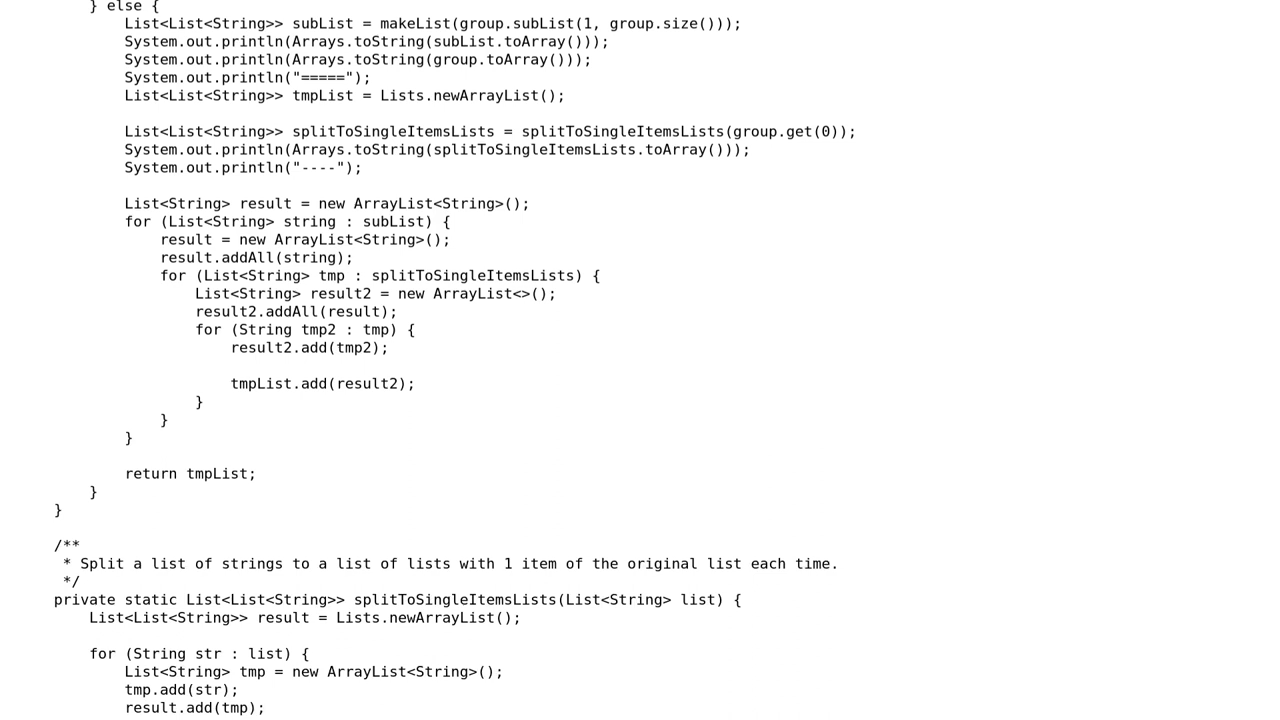 } else {
List<List<String>> subList = makeList(group.subList(1, group.size()));
System.out.println(Arrays.toString(subList.toArray()));
System.out.println(Arrays.toString(group.toArray()));
System.out.println("=====");
List<List<String>> tmpList = Lists.newArrayList();
List<List<String>> splitToSingleItemsLists = splitToSingleItemsLists(group.get(0));
System.out.println(Arrays.toString(splitToSingleItemsLists.toArray()));
System.out.println("----");
List<String> result = new ArrayList<String>();
for (List<String> string : subList) {
result = new ArrayList<String>();
result.addAll(string);
for (List<String> tmp : splitToSingleItemsLists) {
List<String> result2 = new ArrayList<>();
result2.addAll(result);
for (String tmp2 : tmp) {
result2.add(tmp2);
tmpList.add(result2);
}
}
}
return tmpList;
}
}
/**
* Split a list of strings to a list of lists with 1 item of the original list each time.
*/
private static List<List<String>> splitToSingleItemsLists(List<String> list) {
List<List<String>> result = Lists.newArrayList();
for (String str : list) {
List<String> tmp = new ArrayList<String>();
tmp.add(str);
result.add(tmp);